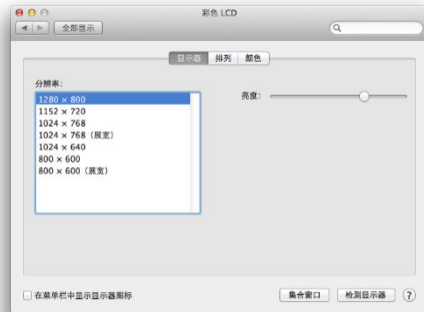 彩色 LCD
全部显示
显示器 排列 颜色
分辨率:
1280 × 800
1152 × 720
1024 × 768
1024 × 768（展宽）
1024 × 640
800 × 600
800 × 600（展宽）
亮度:
在菜单栏中显示显示器图标
集合窗口 检测显示器 ?